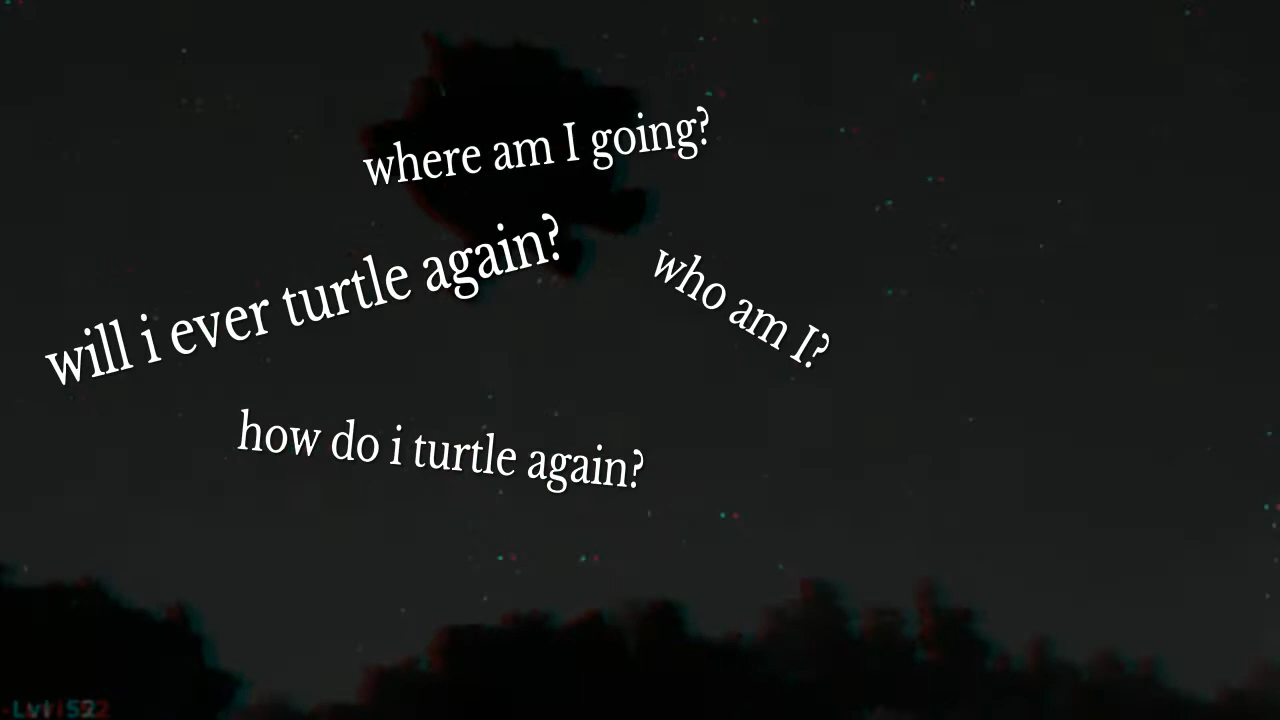 where am I going?
will i ever turtle again?
who am I?
how do i turtle again?